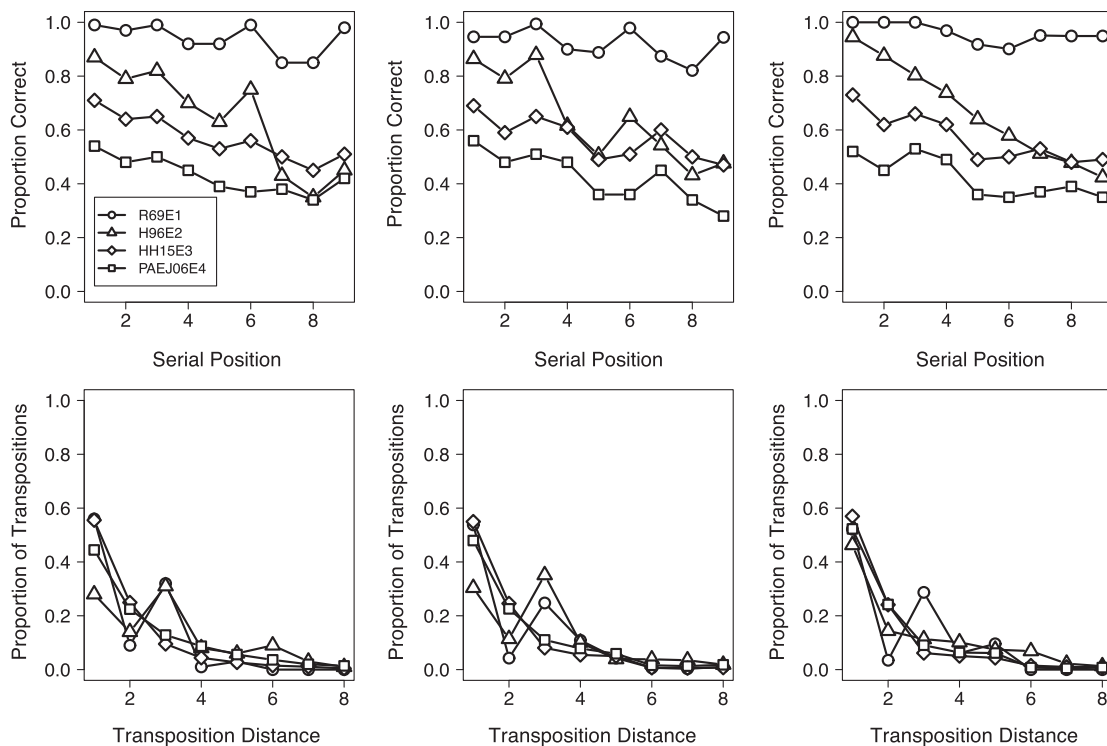 Proportion Correct
1.0
0.8
0.6
0.4
0.2
0.0
R69E1
H96E2
HH15E3
PAEJ06E4
2 4 6 8
Serial Position
Proportion Correct
1.0
0.8
0.6
0.4
0.2
0.0
2 4 6 8
Serial Position
Proportion Correct
1.0
0.8
0.6
0.4
0.2
0.0
2 4 6 8
Serial Position
Proportion of Transpositions
1.0
0.8
0.6
0.4
0.2
0.0
2 4 6 8
Transposition Distance
Proportion of Transpositions
1.0
0.8
0.6
0.4
0.2
0.0
2 4 6 8
Transposition Distance
Proportion of Transpositions
1.0
0.8
0.6
0.4
0.2
0.0
2 4 6 8
Transposition Distance